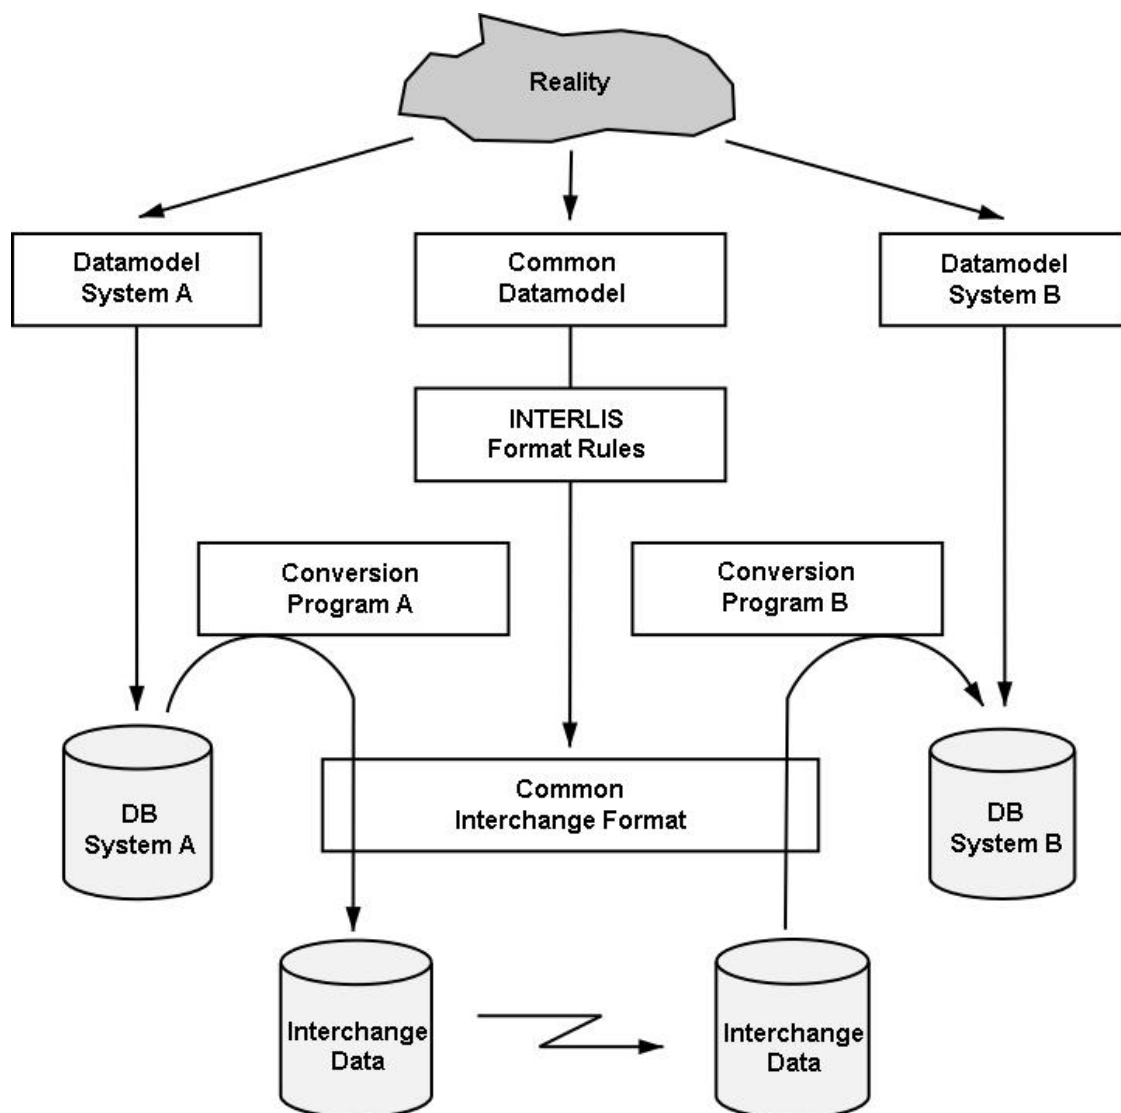 Reality
Datamodel
System A
Common
Datamodel
Datamodel
System B
INTERLIS
Format Rules
Conversion
Program A
Conversion
Program B
DB
System A
Common
Interchange Format
DB
System B
Interchange
Data
Interchange
Data